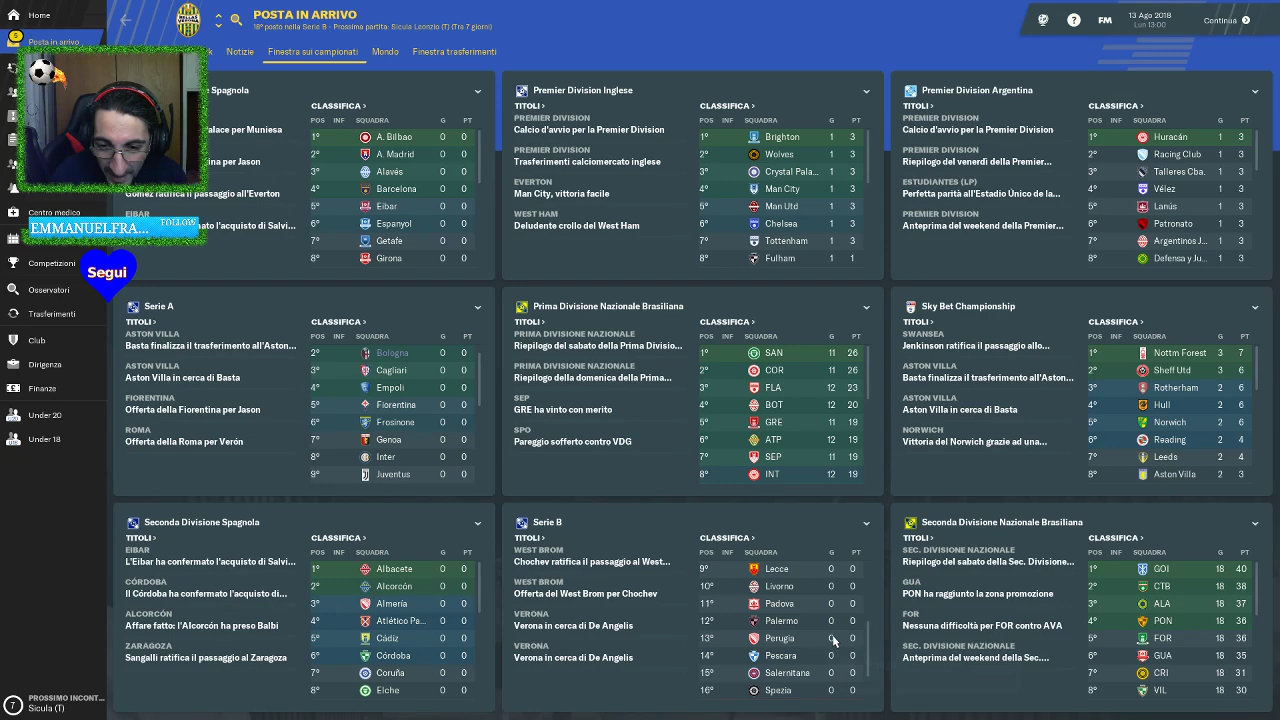 Home
POSTA IN ARRIVO
18° posto nella Serie B - Prossima partita: Sicula Leonzio (T) (Tra 7 giorni)
FM
13 Ago 2018
Lun 13:00
Continua
5
Posta in arrivo
Notizie
Finestra sui campionati
Mondo
Finestra trasferimenti
Spagnola
CLASSIFICA >
POS INF SQUADRA G PT
1° A. Bilbao 0 0
2° A. Madrid 0 0
3° Alavés 0 0
4° Barcelona 0 0
5° Eibar 0 0
6° Espanyol 0 0
7° Getafe 0 0
8° Girona 0 0
per Muniesa
per Jason
ratifica il passaggio all'Everton
EIBAR
l'acquisto di Salvi...
Premier Division Inglese
TITOLI >
PREMIER DIVISION
Calcio d'avvio per la Premier Division
PREMIER DIVISION
Trasferimenti calciomercato inglese
EVERTON
Man City, vittoria facile
WEST HAM
Deludente crollo del West Ham
CLASSIFICA >
POS INF SQUADRA G PT
1° Brighton 1 3
2° Wolves 1 3
3° Crystal Pala... 1 3
4° Man City 1 3
5° Man Utd 1 3
6° Chelsea 1 3
7° Tottenham 1 3
8° Fulham 1 1
Premier Division Argentina
TITOLI >
PREMIER DIVISION
Calcio d'avvio per la Premier Division
PREMIER DIVISION
Riepilogo del venerdì della Premier...
ESTUDIANTES (LP)
Perfetta parità all'Estadio Único de la...
PREMIER DIVISION
Anteprima del weekend della Premier...
CLASSIFICA >
POS INF SQUADRA G PT
1° Huracán 1 3
2° Racing Club 1 3
3° Talleres Cba. 1 3
4° Vélez 1 3
5° Lanús 1 3
6° Patronato 1 3
7° Argentinos J... 1 3
8° Defensa y Ju... 1 3
Centro medico
EMMANUELFRA...
FOLLOW
Segui
Competizioni
Osservatori
Trasferimenti
Club
Dirigenza
Finanze
Under 20
Under 18
Serie A
TITOLI >
ASTON VILLA
Basta finalizza il trasferimento all'Aston...
ASTON VILLA
Aston Villa in cerca di Basta
FIORENTINA
Offerta della Fiorentina per Jason
ROMA
Offerta della Roma per Verón
CLASSIFICA >
POS INF SQUADRA G PT
2° Bologna 0 0
3° Cagliari 0 0
4° Empoli 0 0
5° Fiorentina 0 0
6° Frosinone 0 0
7° Genoa 0 0
8° Inter 0 0
9° Juventus 0 0
Prima Divisione Nazionale Brasiliana
TITOLI >
PRIMA DIVISIONE NAZIONALE
Riepilogo del sabato della Prima Divisio...
PRIMA DIVISIONE NAZIONALE
Riepilogo della domenica della Prima...
SEP
GRE ha vinto con merito
SPO
Pareggio sofferto contro VDG
CLASSIFICA >
POS INF SQUADRA G PT
1° SAN 11 26
2° COR 11 26
3° FLA 12 23
4° BOT 12 20
5° GRE 11 19
6° ATP 12 19
7° SEP 11 19
8° INT 12 19
Sky Bet Championship
TITOLI >
SWANSEA
Jenkinson ratifica il passaggio allo...
ASTON VILLA
Basta finalizza il trasferimento all'Aston...
ASTON VILLA
Aston Villa in cerca di Basta
NORWICH
Vittoria del Norwich grazie ad una...
CLASSIFICA >
POS INF SQUADRA G PT
1° Nottm Forest 3 7
2° Sheff Utd 3 6
3° Rotherham 2 6
4° Hull 2 6
5° Norwich 2 6
6° Reading 2 4
7° Leeds 2 4
8° Aston Villa 2 3
Seconda Divisione Spagnola
TITOLI >
EIBAR
L'Eibar ha confermato l'acquisto di Salvi...
CÓRDOBA
Il Córdoba ha confermato l'acquisto di...
ALCORCÓN
Affare fatto: l'Alcorcón ha preso Balbi
ZARAGOZA
Sangalli ratifica il passaggio al Zaragoza
CLASSIFICA >
POS INF SQUADRA G PT
1° Albacete 0 0
2° Alcorcón 0 0
3° Almería 0 0
4° Atlético Pa... 0 0
5° Cádiz 0 0
6° Córdoba 0 0
7° Coruña 0 0
8° Elche 0 0
Serie B
TITOLI >
WEST BROM
Chochev ratifica il passaggio al West...
WEST BROM
Offerta del West Brom per Chochev
VERONA
Verona in cerca di De Angelis
VERONA
Verona in cerca di De Angelis
CLASSIFICA >
POS INF SQUADRA G PT
9° Lecce 0 0
10° Livorno 0 0
11° Padova 0 0
12° Palermo 0 0
13° Perugia 0 0
14° Pescara 0 0
15° Salernitana 0 0
16° Spezia 0 0
Seconda Divisione Nazionale Brasiliana
TITOLI >
SEC. DIVISIONE NAZIONALE
Riepilogo del sabato della Sec. Divisione...
GUA
PON ha raggiunto la zona promozione
FOR
Nessuna difficoltà per FOR contro AVA
SEC. DIVISIONE NAZIONALE
Anteprima del weekend della Sec....
CLASSIFICA >
POS INF SQUADRA G PT
1° GOI 18 40
2° CTB 18 38
3° ALA 18 37
4° PON 18 36
5° FOR 18 36
6° GUA 18 35
7° CRI 18 31
8° VIL 18 30
7
PROSSIMO INCONT...
Sicula (T)